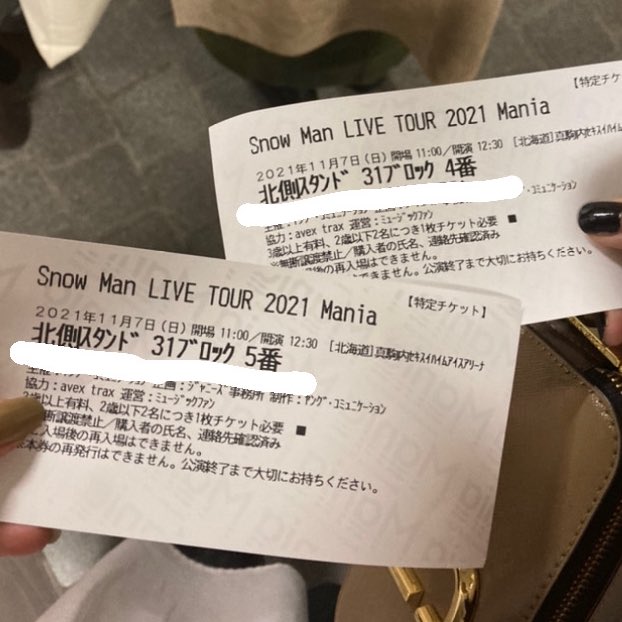 【特定チケ
Snow Man LIVE TOUR 2021 Mania
2021年11月7日(日) 開場 11:00/開演 12:30 [北海道]真駒内セキスイハイム
北側スタンド 31ブロック 4番
コミュニケーション
協力:avex trax 運営:ミュージックファン
3歳以上有料、2歳以下2名につき1枚チケット必要 ■
※無断譲渡禁止/購入者の氏名、連絡先確認済み
場後の再入場はできません。
できません。公演終了まで大切にお持ちください。
Snow Man LIVE TOUR 2021 Mania
【特定チケット】
2021年11月7日(日) 開場 11:00/開演 12:30 [北海道]真駒内セキスイハイムアイスアリーナ
北側スタンド 31ブロック 5番
企画:ジャニーズ事務所 制作:ヤング・コミュニケーション
協力:avex trax 運営:ミュージックファン
歳以上有料、2歳以下2名につき1枚チケット必要 ■
無断譲渡禁止/購入者の氏名、連絡先確認済み
入場後の再入場はできません。
本券の再発行はできません。公演終了まで大切にお持ちください。